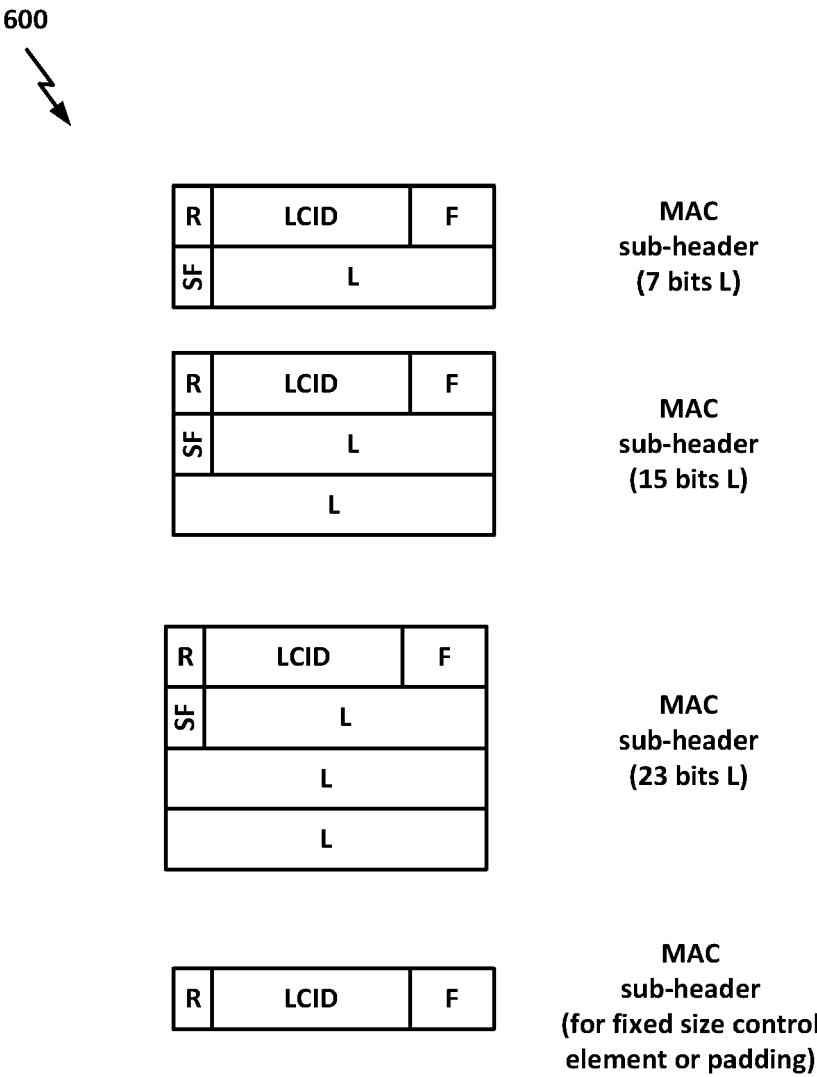 600
R LCID F
SF L
MAC
sub-header
(7 bits L)
R LCID F
SF L
L
MAC
sub-header
(15 bits L)
R LCID F
SF L
L
L
MAC
sub-header
(23 bits L)
R LCID F
MAC
sub-header
(for fixed size control
element or padding)